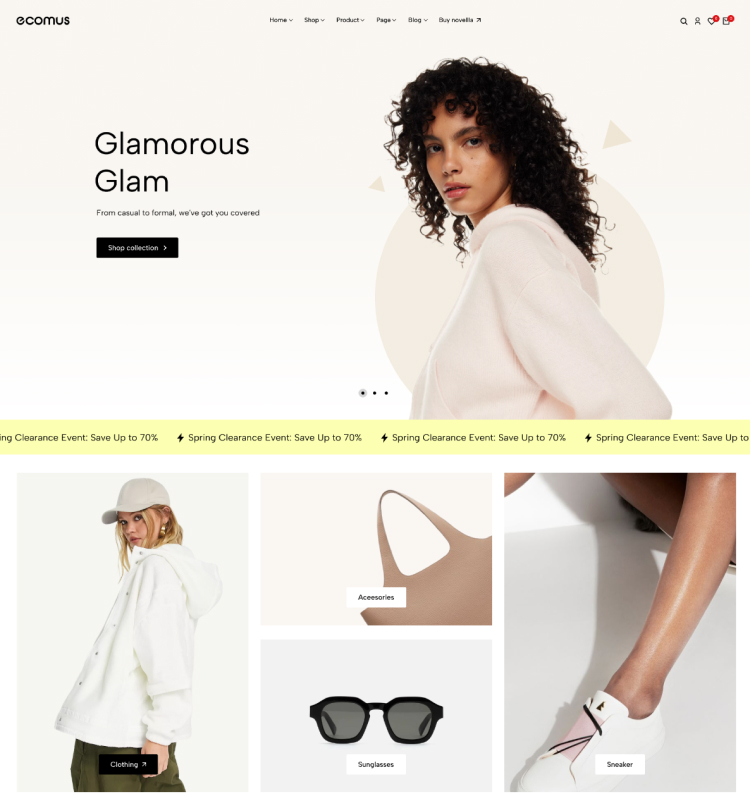 ecomus
Home Shop Product Page Blog Buy novellla
0 0
Glamorous
Glam
From casual to formal, we've got you covered
Shop collection
ing Clearance Event: Save Up to 70% Spring Clearance Event: Save Up to 70% Spring Clearance Event: Save Up to 70% Spring Clearance Event: Save Up to
Aceesories
Clothing
Sunglasses
Sneaker